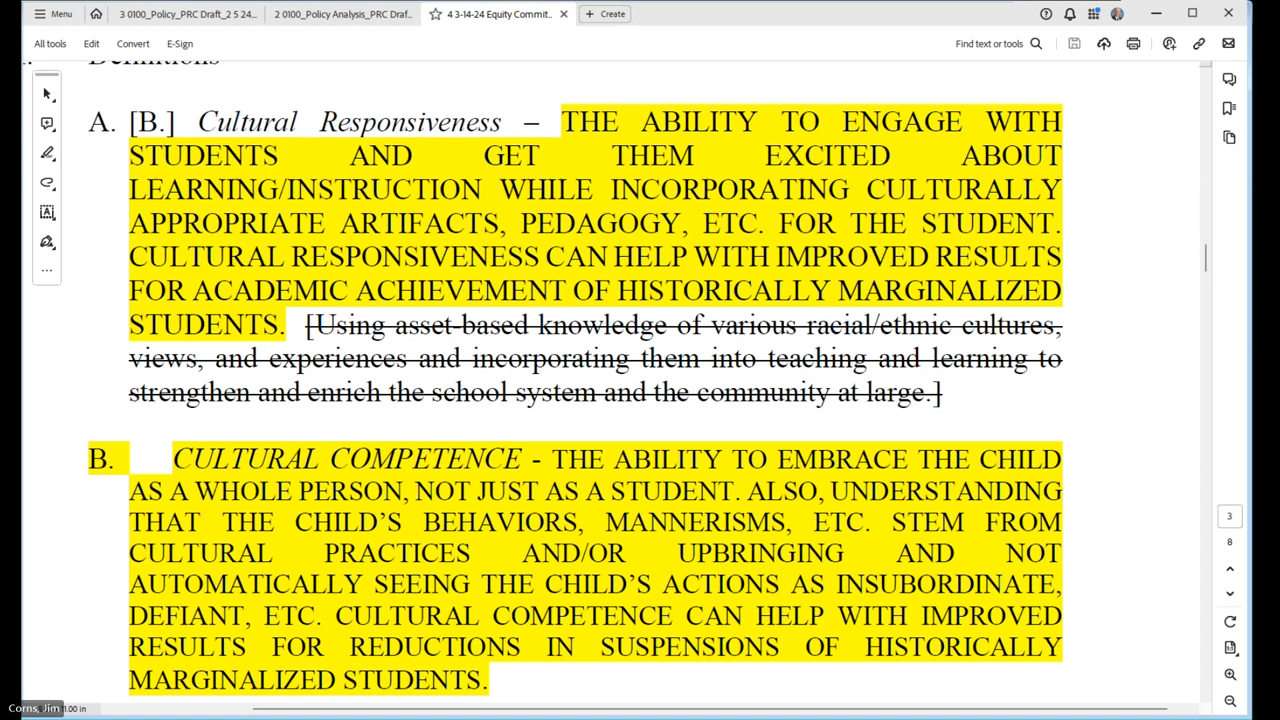 Menu
3 0100_Policy_PRC Draft_2 5 24...
2 0100_Policy Analysis_PRC Draf...
4 3-14-24 Equity Commit...
Create
All tools
Edit
Convert
E-Sign
Find text or tools
Definitions
A. [B.] Cultural Responsiveness – THE ABILITY TO ENGAGE WITH
STUDENTS AND GET THEM EXCITED ABOUT
LEARNING/INSTRUCTION WHILE INCORPORATING CULTURALLY
APPROPRIATE ARTIFACTS, PEDAGOGY, ETC. FOR THE STUDENT.
CULTURAL RESPONSIVENESS CAN HELP WITH IMPROVED RESULTS
FOR ACADEMIC ACHIEVEMENT OF HISTORICALLY MARGINALIZED
STUDENTS. [Using asset-based knowledge of various racial/ethnic cultures,
views, and experiences and incorporating them into teaching and learning to
strengthen and enrich the school system and the community at large.]
B. CULTURAL COMPETENCE - THE ABILITY TO EMBRACE THE CHILD
AS A WHOLE PERSON, NOT JUST AS A STUDENT. ALSO, UNDERSTANDING
THAT THE CHILD'S BEHAVIORS, MANNERISMS, ETC. STEM FROM
CULTURAL PRACTICES AND/OR UPBRINGING AND NOT
AUTOMATICALLY SEEING THE CHILD'S ACTIONS AS INSUBORDINATE,
DEFIANT, ETC. CULTURAL COMPETENCE CAN HELP WITH IMPROVED
RESULTS FOR REDUCTIONS IN SUSPENSIONS OF HISTORICALLY
MARGINALIZED STUDENTS.
3
8
Corns, Jim
1.00 in